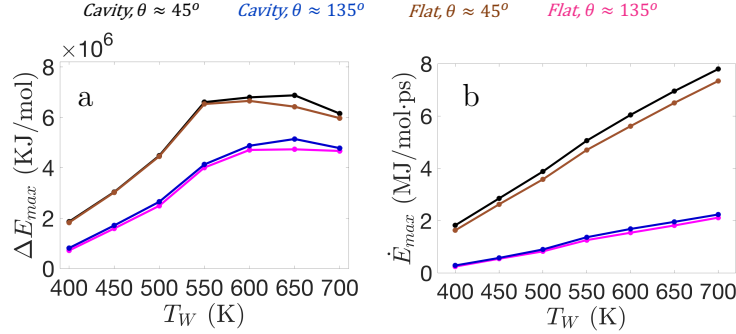 Cavity, θ ≈ 45° Cavity, θ ≈ 135° Flat, θ ≈ 45° Flat, θ ≈ 135°
×10⁶
a
8
6
4
2
0
ΔE_max (KJ/mol)
400 450 500 550 600 650 700
T_W (K)
b
8
6
4
2
0
Ė_max (MJ/mol·ps)
400 450 500 550 600 650 700
T_W (K)